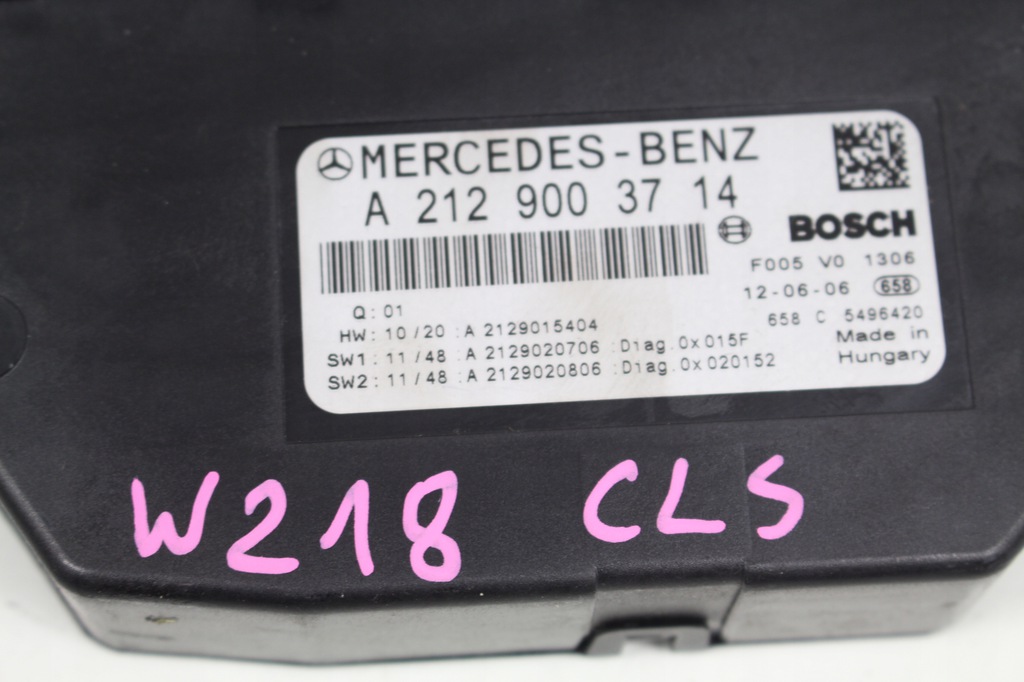 MERCEDES-BENZ
A 212 900 37 14
BOSCH
F005 V0 1306
12-06-06 658
658 C 5496420
Made in
Hungary
Q: 01
HW: 10/20 :A 2129015404
SW1: 11/48 :A 2129020706 :Diag.0x015F
SW2: 11/48 :A 2129020806 :Diag.0x020152
W218 CLS